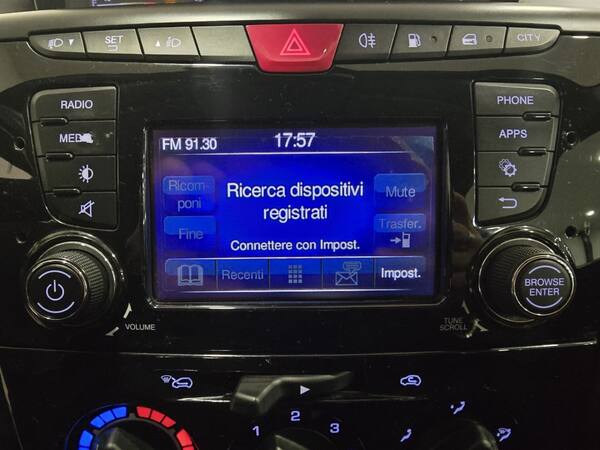 SET
CITY
RADIO
PHONE
APPS
FM 91.30
17:57
Ricom-
poni
Ricerca dispositivi
registrati
Mute
Fine
Trasfer.
Connettere con Impost.
Recenti
Impost.
BROWSE
ENTER
VOLUME
TUNE
SCROLL
1
2
3